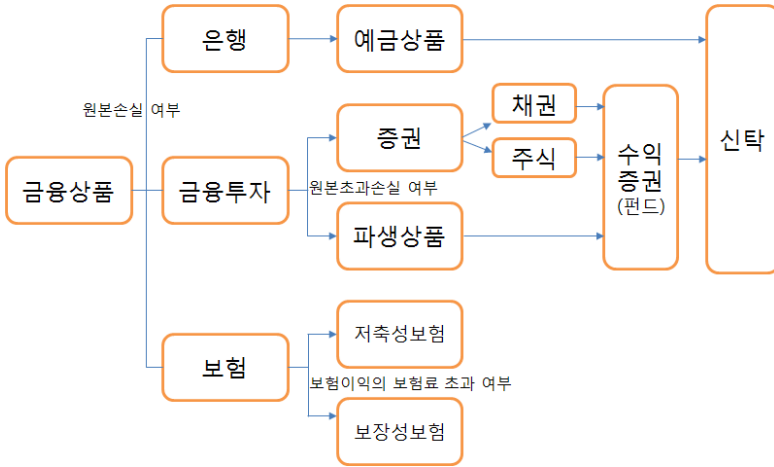 은행
예금상품
원본손실 여부
채권
증권
주식
수익
증권
(펀드)
신탁
금융상품
금융투자
원본초과손실 여부
파생상품
저축성보험
보험
보험이익의 보험료 초과 여부
보장성보험